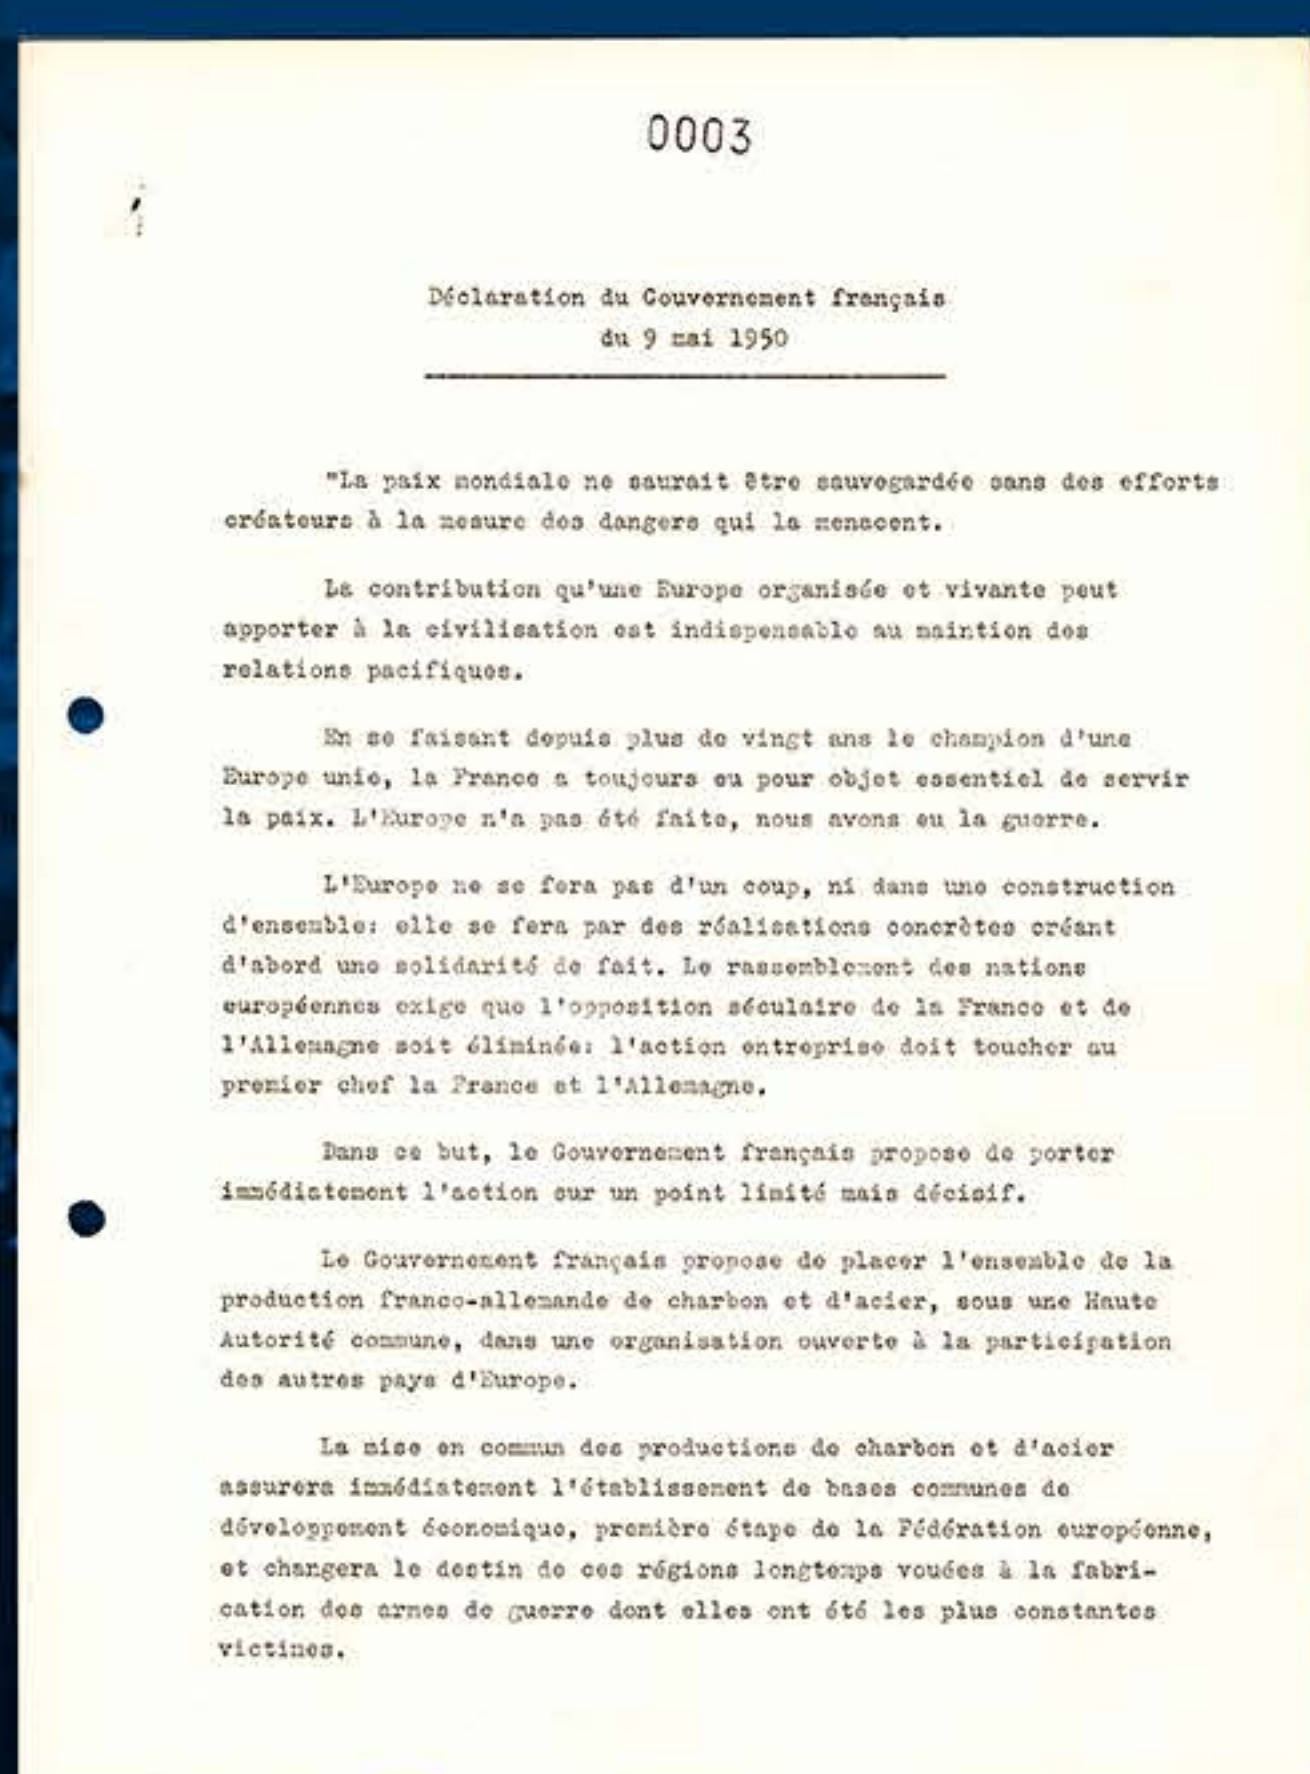 0003
Déclaration du Gouvernement français
du 9 mai 1950
"La paix mondiale ne saurait être sauvegardée sans des efforts
créateurs à la mesure des dangers qui la menacent.
La contribution qu'une Europe organisée et vivante peut
apporter à la civilisation est indispensable au maintien des
relations pacifiques.
En se faisant depuis plus de vingt ans le champion d'une
Europe unie, la France a toujours eu pour objet essentiel de servir
la paix. L'Europe n'a pas été faite, nous avons eu la guerre.
L'Europe ne se fera pas d'un coup, ni dans une construction
d'ensemble: elle se fera par des réalisations concrètes créant
d'abord une solidarité de fait. Le rassemblement des nations
européennes exige que l'opposition séculaire de la France et de
l'Allemagne soit éliminée: l'action entreprise doit toucher au
premier chef la France et l'Allemagne.
Dans ce but, le Gouvernement français propose de porter
immédiatement l'action sur un point limité mais décisif.
Le Gouvernement français propose de placer l'ensemble de la
production franco-allemande de charbon et d'acier, sous une Haute
Autorité commune, dans une organisation ouverte à la participation
des autres pays d'Europe.
La mise en commun des productions de charbon et d'acier
assurera immédiatement l'établissement de bases communes de
développement économique, première étape de la Fédération européenne,
et changera le destin de ces régions longtemps vouées à la fabri-
cation des armes de guerre dont elles ont été les plus constantes
victimes.